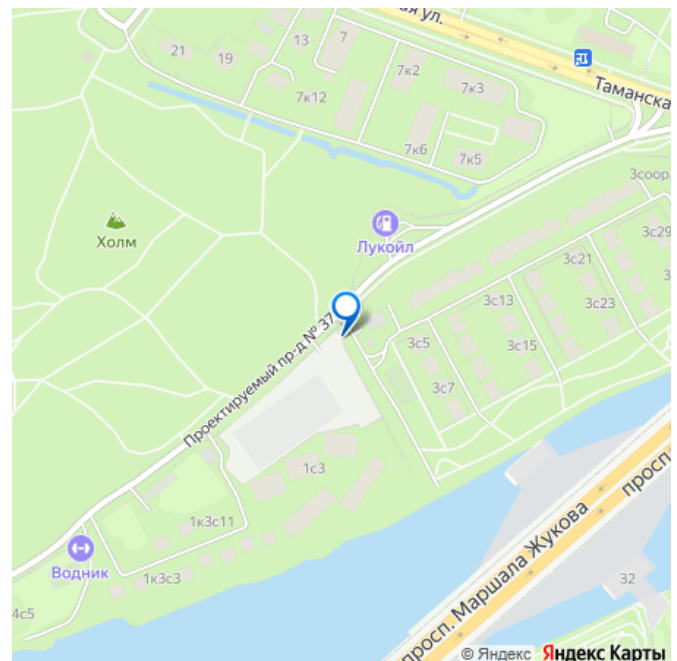 ая ул.
21
19
13
7
7к2
7к3
7к12
Таманска
7к6
7к5
3соор
Холм
Лукойл
3с29
3с21
3с13
3с23
Проектируемый пр-д № 37
3с5
3с15
3с7
1с3
1к3с11
Водник
1к3с3
4с5
просп. Маршала Жукова
просп.
32
© Яндекс Яндекс Карты